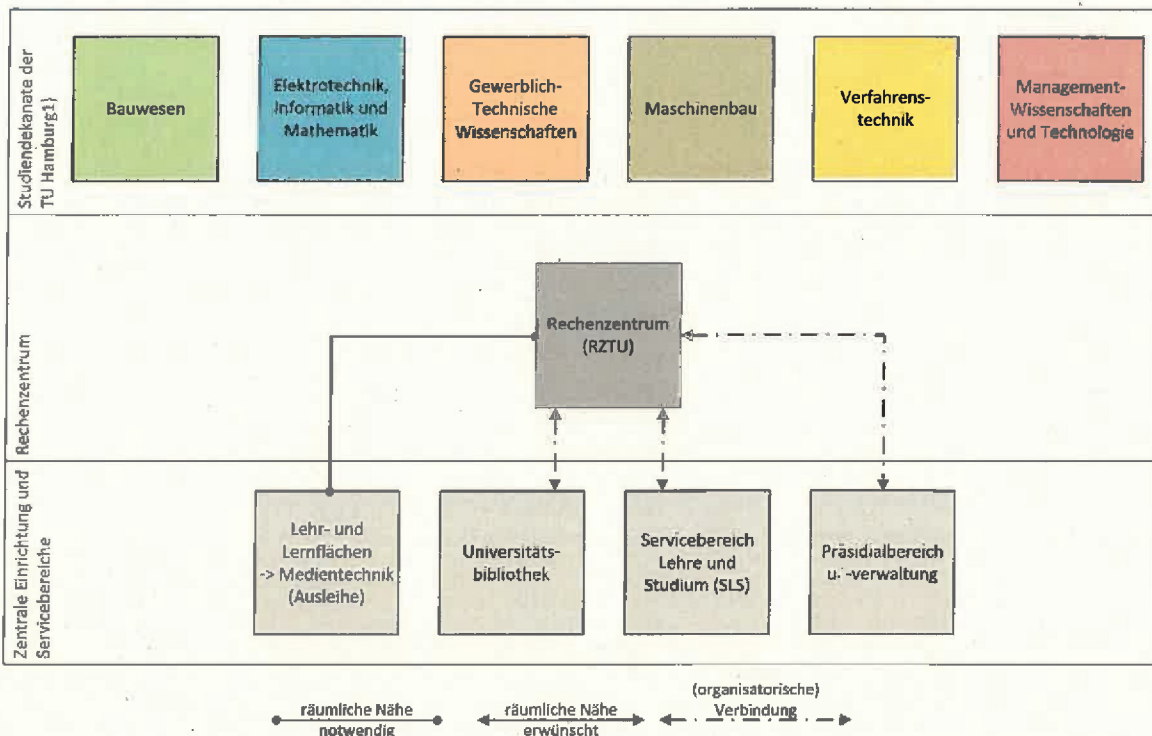 Studiendekanate der
TU Hamburg1}
Bauwesen
Elektrotechnik,
Informatik und
Mathematik
Gewerblich-
Technische
Wissenschaften
Maschinenbau
Verfahrens-
technik
Management-
Wissenschaften
und Technologie
Rechenzentrum
Rechenzentrum
(RZTU)
Zentrale Einrichtung und
Servicebereiche
Lehr- und
Lernflächen
-> Medientechnik
(Ausleihe)
Universitäts-
bibliothek
Servicebereich
Lehre und
Studium (SLS)
Präsidialbereich
u. -verwaltung
räumliche Nähe
notwendig
räumliche Nähe
erwünscht
(organisatorische)
Verbindung